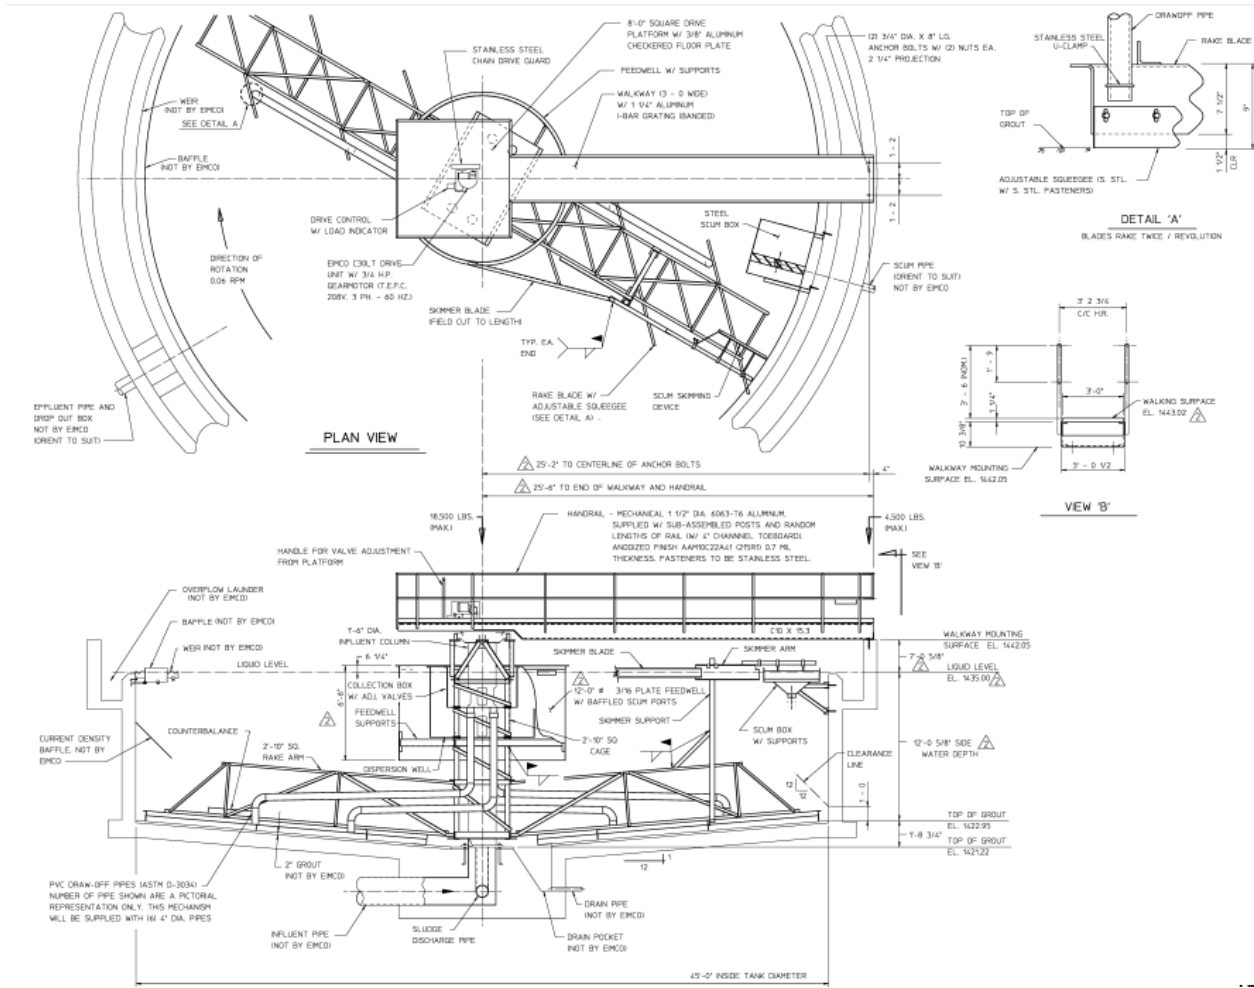 8'-0" SQUARE DRIVE
PLATFORM W/ 3/8" ALUMINUM
CHECKERED FLOOR PLATE
STAINLESS STEEL
CHAIN DRIVE GUARD
FEEDWELL W/ SUPPORTS
WALKWAY (3 - 0 WIDE)
W/ 1 1/4" ALUMINUM
I-BAR GRATING (BANDED)
(2) 3/4" DIA. X 8" LG.
ANCHOR BOLTS W/ (2) NUTS EA.
2 1/4" PROJECTION
WEIR
(NOT BY EIMCO)
SEE DETAIL A
BAFFLE
(NOT BY EIMCO)
1 - 2
1 - 2
DRIVE CONTROL
W/ LOAD INDICATOR
STEEL
SCUM BOX
DIRECTION OF
ROTATION
0.06 RPM
EIMCO C30LT DRIVE
UNIT W/ 3/4 H.P.
GEARMOTOR (T.E.F.C.
208V. 3 PH. - 60 HZ.)
SKIMMER BLADE
(FIELD CUT TO LENGTH)
SCUM PIPE
(ORIENT TO SUIT)
NOT BY EIMCO
TYP. EA.
END
RAKE BLADE W/
ADJUSTABLE SQUEEGEE
(SEE DETAIL A) .
SCUM SKIMMING
DEVICE
EFFLUENT PIPE AND
DROP OUT BOX
NOT BY EIMCO
(ORIENT TO SUIT)
PLAN VIEW
DRAWOFF PIPE
STAINLESS STEEL
U-CLAMP
RAKE BLADE
TOP OF
GROUT
7 1/2"
9"
1 1/2"
CLR
ADJUSTABLE SQUEEGEE (S. STL.
W/ S. STL. FASTENERS)
DETAIL 'A'
BLADES RAKE TWICE / REVOLUTION
3' 2 3/4
C/C H.R.
3' - 6 (NOM.)
1' - 9
1 1/4"
10 3/8"
3'-0"
WALKING SURFACE
EL. 1443.02
2
WALKWAY MOUNTING
SURFACE EL. 1442.05
3' - 0 1/2
VIEW 'B'
2 25'-2" TO CENTERLINE OF ANCHOR BOLTS
4"
2 25'-6" TO END OF WALKWAY AND HANDRAIL
18,500 LBS.
(MAX.)
HANDRAIL - MECHANICAL 1 1/2" DIA. 6063-T6 ALUMINUM,
SUPPLIED W/ SUB-ASSEMBLED POSTS AND RANDOM
LENGTHS OF RAIL (W/ 4" CHANNNEL TOEBOARD).
ANODIZED FINISH AAM10C22A41 (215R1) 0.7 MIL
THICKNESS. FASTENERS TO BE STAINLESS STEEL.
4,500 LBS.
(MAX.)
SEE
VIEW 'B'
HANDLE FOR VALVE ADJUSTMENT
FROM PLATFORM
OVERFLOW LAUNDER
(NOT BY EIMCO)
BAFFLE (NOT BY EIMCO)
WEIR (NOT BY EIMCO)
LIQUID LEVEL
1'-6" DIA.
INFLUENT COLUMN
6 1/4"
C10 X 15.3
SKIMMER BLADE
SKIMMER ARM
WALKWAY MOUNTING
SURFACE EL. 1442.05
7'-0 5/8"
2
LIQUID LEVEL
EL. 1435.00 2
COLLECTION BOX
W/ ADJ. VALVES
6'-6"
2
FEEDWELL
SUPPORTS
2
12'-0" ø 3/16 PLATE FEEDWELL
W/ BAFFLED SCUM PORTS
SKIMMER SUPPORT
SCUM BOX
W/ SUPPORTS
2'-10" SQ
CAGE
12'-0 5/8" SIDE 2
WATER DEPTH
CURRENT DENSITY
BAFFLE, NOT BY
EIMCO
COUNTERBALANCE
2'-10" SQ.
RAKE ARM
DISPERSION WELL
CLEARANCE
LINE
12
12
1 - 0
TOP OF GROUT
EL. 1422.95
1'-8 3/4"
TOP OF GROUT
EL. 1421.22
2" GROUT
(NOT BY EIMCO)
1
12
PVC DRAW-OFF PIPES (ASTM D-3034)
NUMBER OF PIPE SHOWN ARE A PICTORIAL
REPRESENTATION ONLY. THIS MECHANISM
WILL BE SUPPLIED WITH (6) 4" DIA. PIPES
INFLUENT PIPE
(NOT BY EIMCO)
SLUDGE
DISCHARGE PIPE
DRAIN PIPE
(NOT BY EIMCO)
DRAIN POCKET
(NOT BY EIMCO)
45'-0" INSIDE TANK DIAMETER